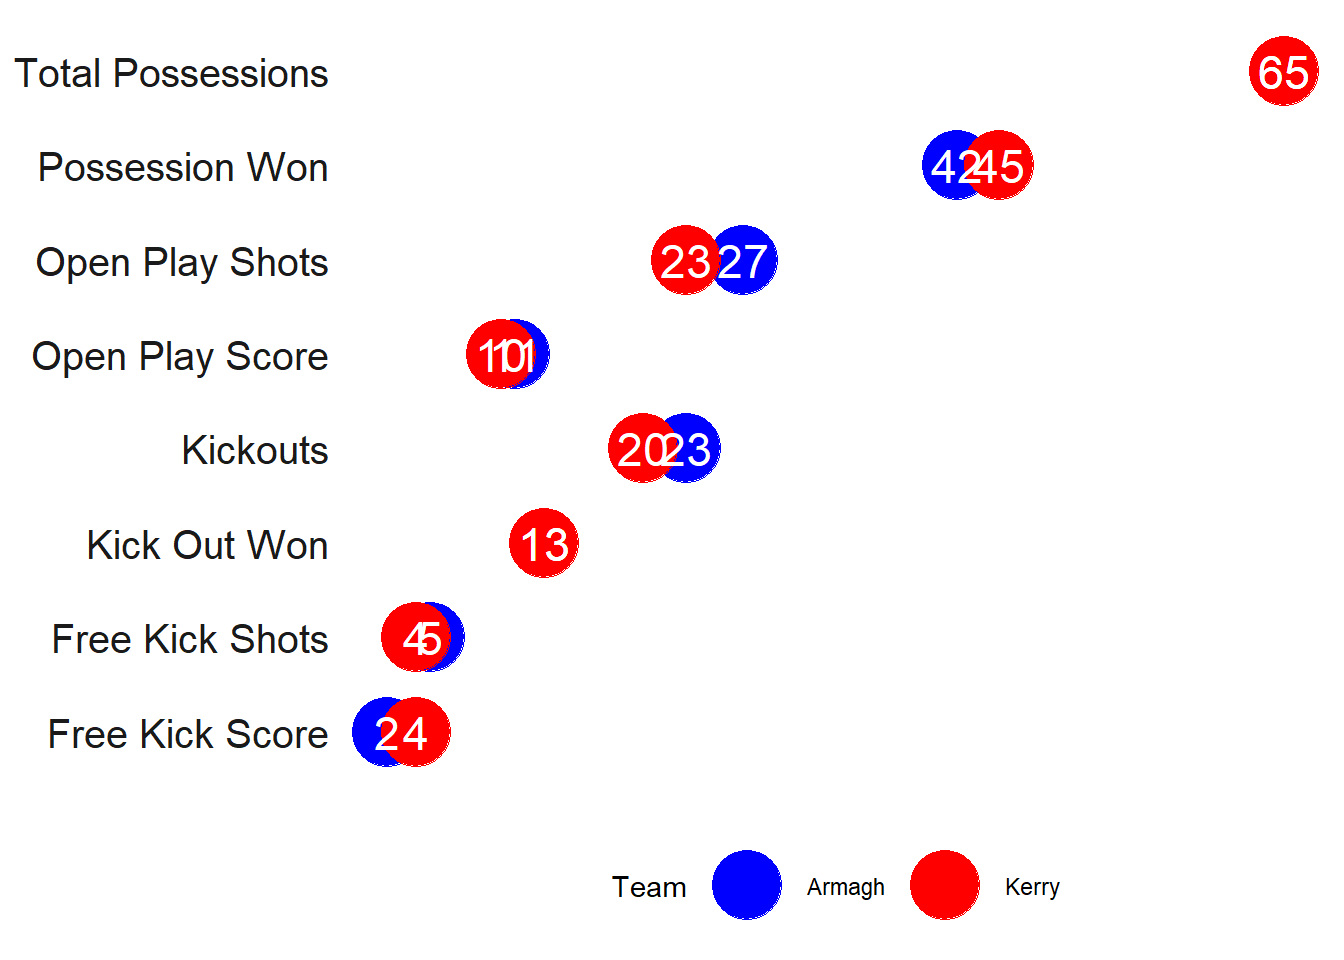 Total Possessions 65
Possession Won 42 45
Open Play Shots 23 27
Open Play Score 10 11
Kickouts 20 23
Kick Out Won 13
Free Kick Shots 4 5
Free Kick Score 2 4
Team Armagh Kerry